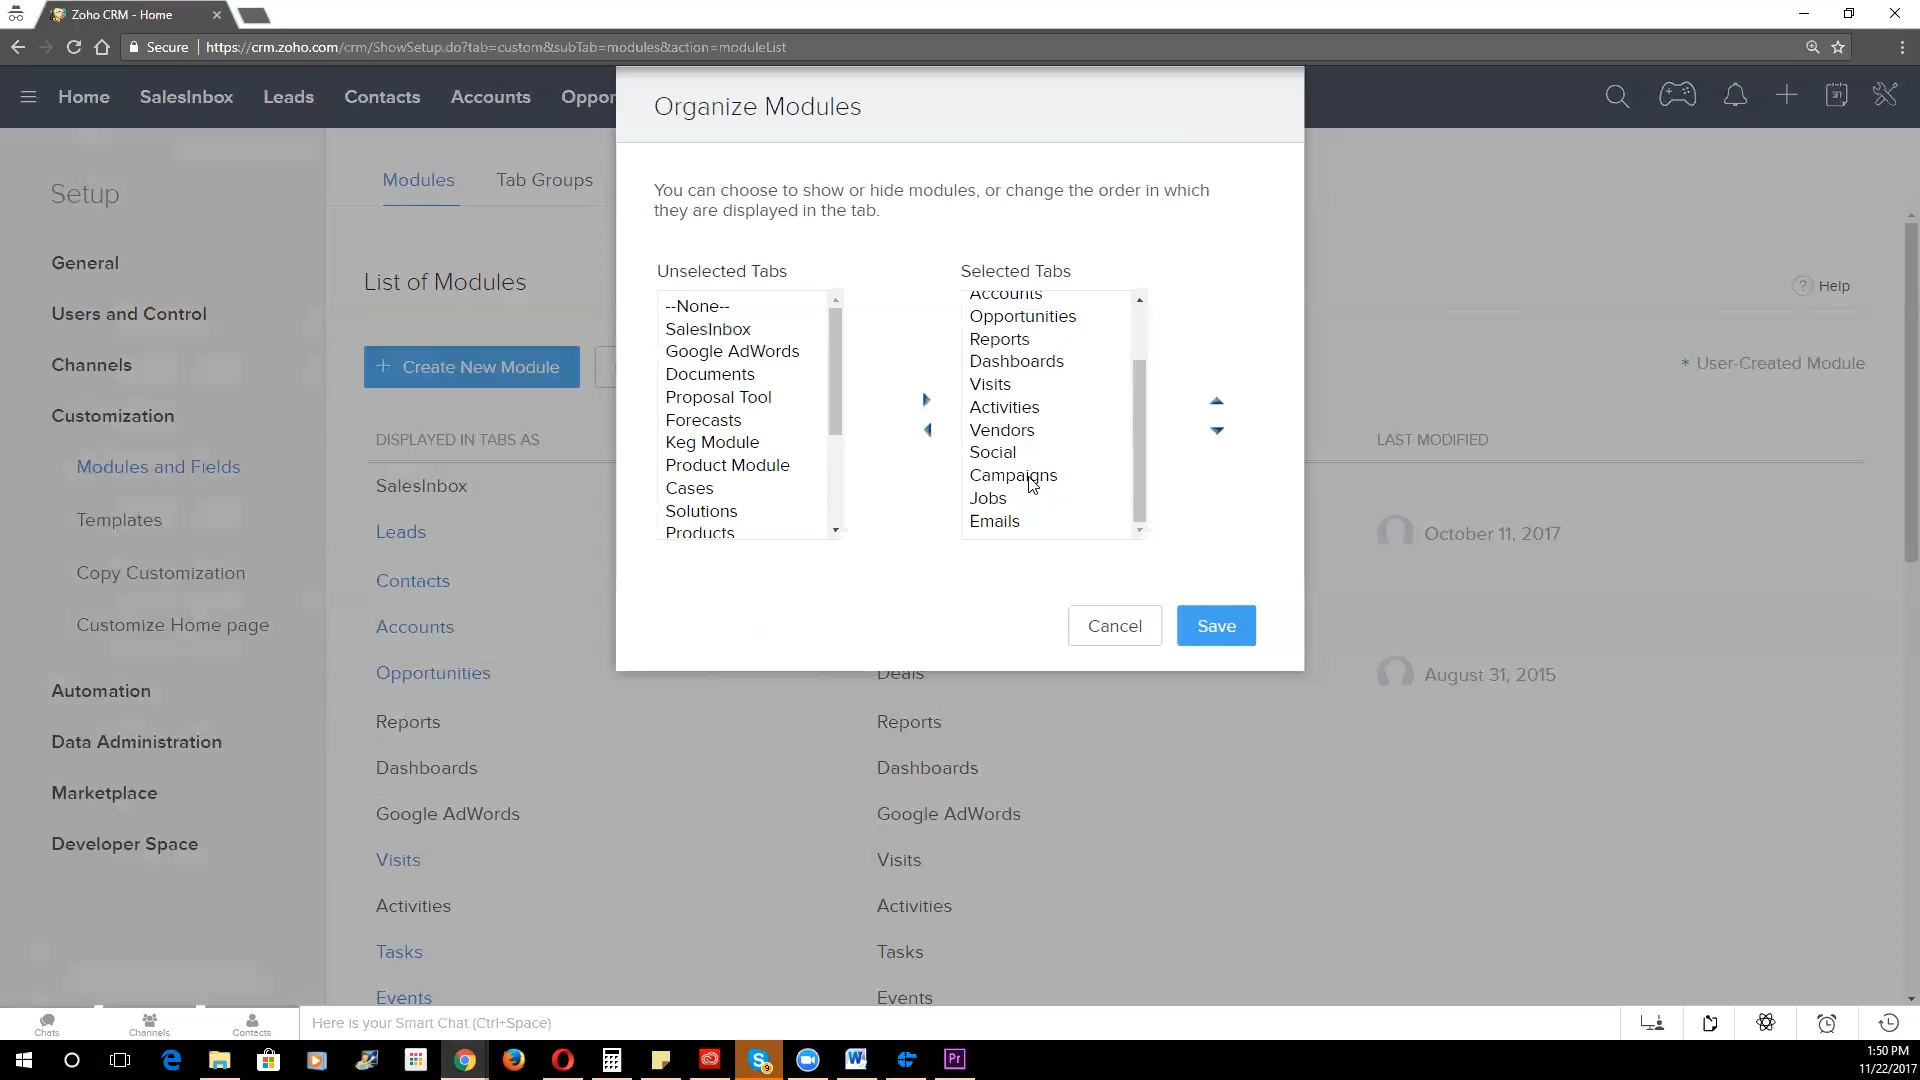 Zoho CRM - Home
Secure
https://crm.zoho.com/crm/ShowSetup.do?tab=custom&subTab=modules&action=moduleList
Home SalesInbox Leads Contacts Accounts Oppor
31
Organize Modules
You can choose to show or hide modules, or change the order in which
they are displayed in the tab.
Unselected Tabs
--None--
SalesInbox
Google AdWords
Documents
Proposal Tool
Forecasts
Keg Module
Product Module
Cases
Solutions
Products
Selected Tabs
Accounts
Opportunities
Reports
Dashboards
Visits
Activities
Vendors
Social
Campaigns
Jobs
Emails
Cancel
Save
Setup
General
Users and Control
Channels
Customization
Modules and Fields
Templates
Copy Customization
Customize Home page
Automation
Data Administration
Marketplace
Developer Space
Modules
Tab Groups
List of Modules
? Help
+ Create New Module
* User-Created Module
DISPLAYED IN TABS AS
LAST MODIFIED
SalesInbox
Leads
October 11, 2017
Contacts
Accounts
Opportunities
Deals
August 31, 2015
Reports
Reports
Dashboards
Dashboards
Google AdWords
Google AdWords
Visits
Visits
Activities
Activities
Tasks
Tasks
Events
Events
Chats
Channels
Contacts
Here is your Smart Chat (Ctrl+Space)
9
W
Pr
1:50 PM
11/22/2017